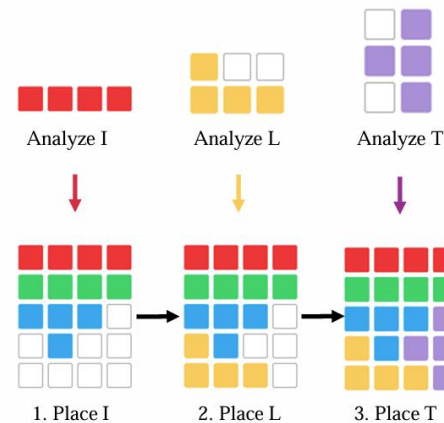 Analyze I
Analyze L
Analyze T
1. Place I
2. Place L
3. Place T